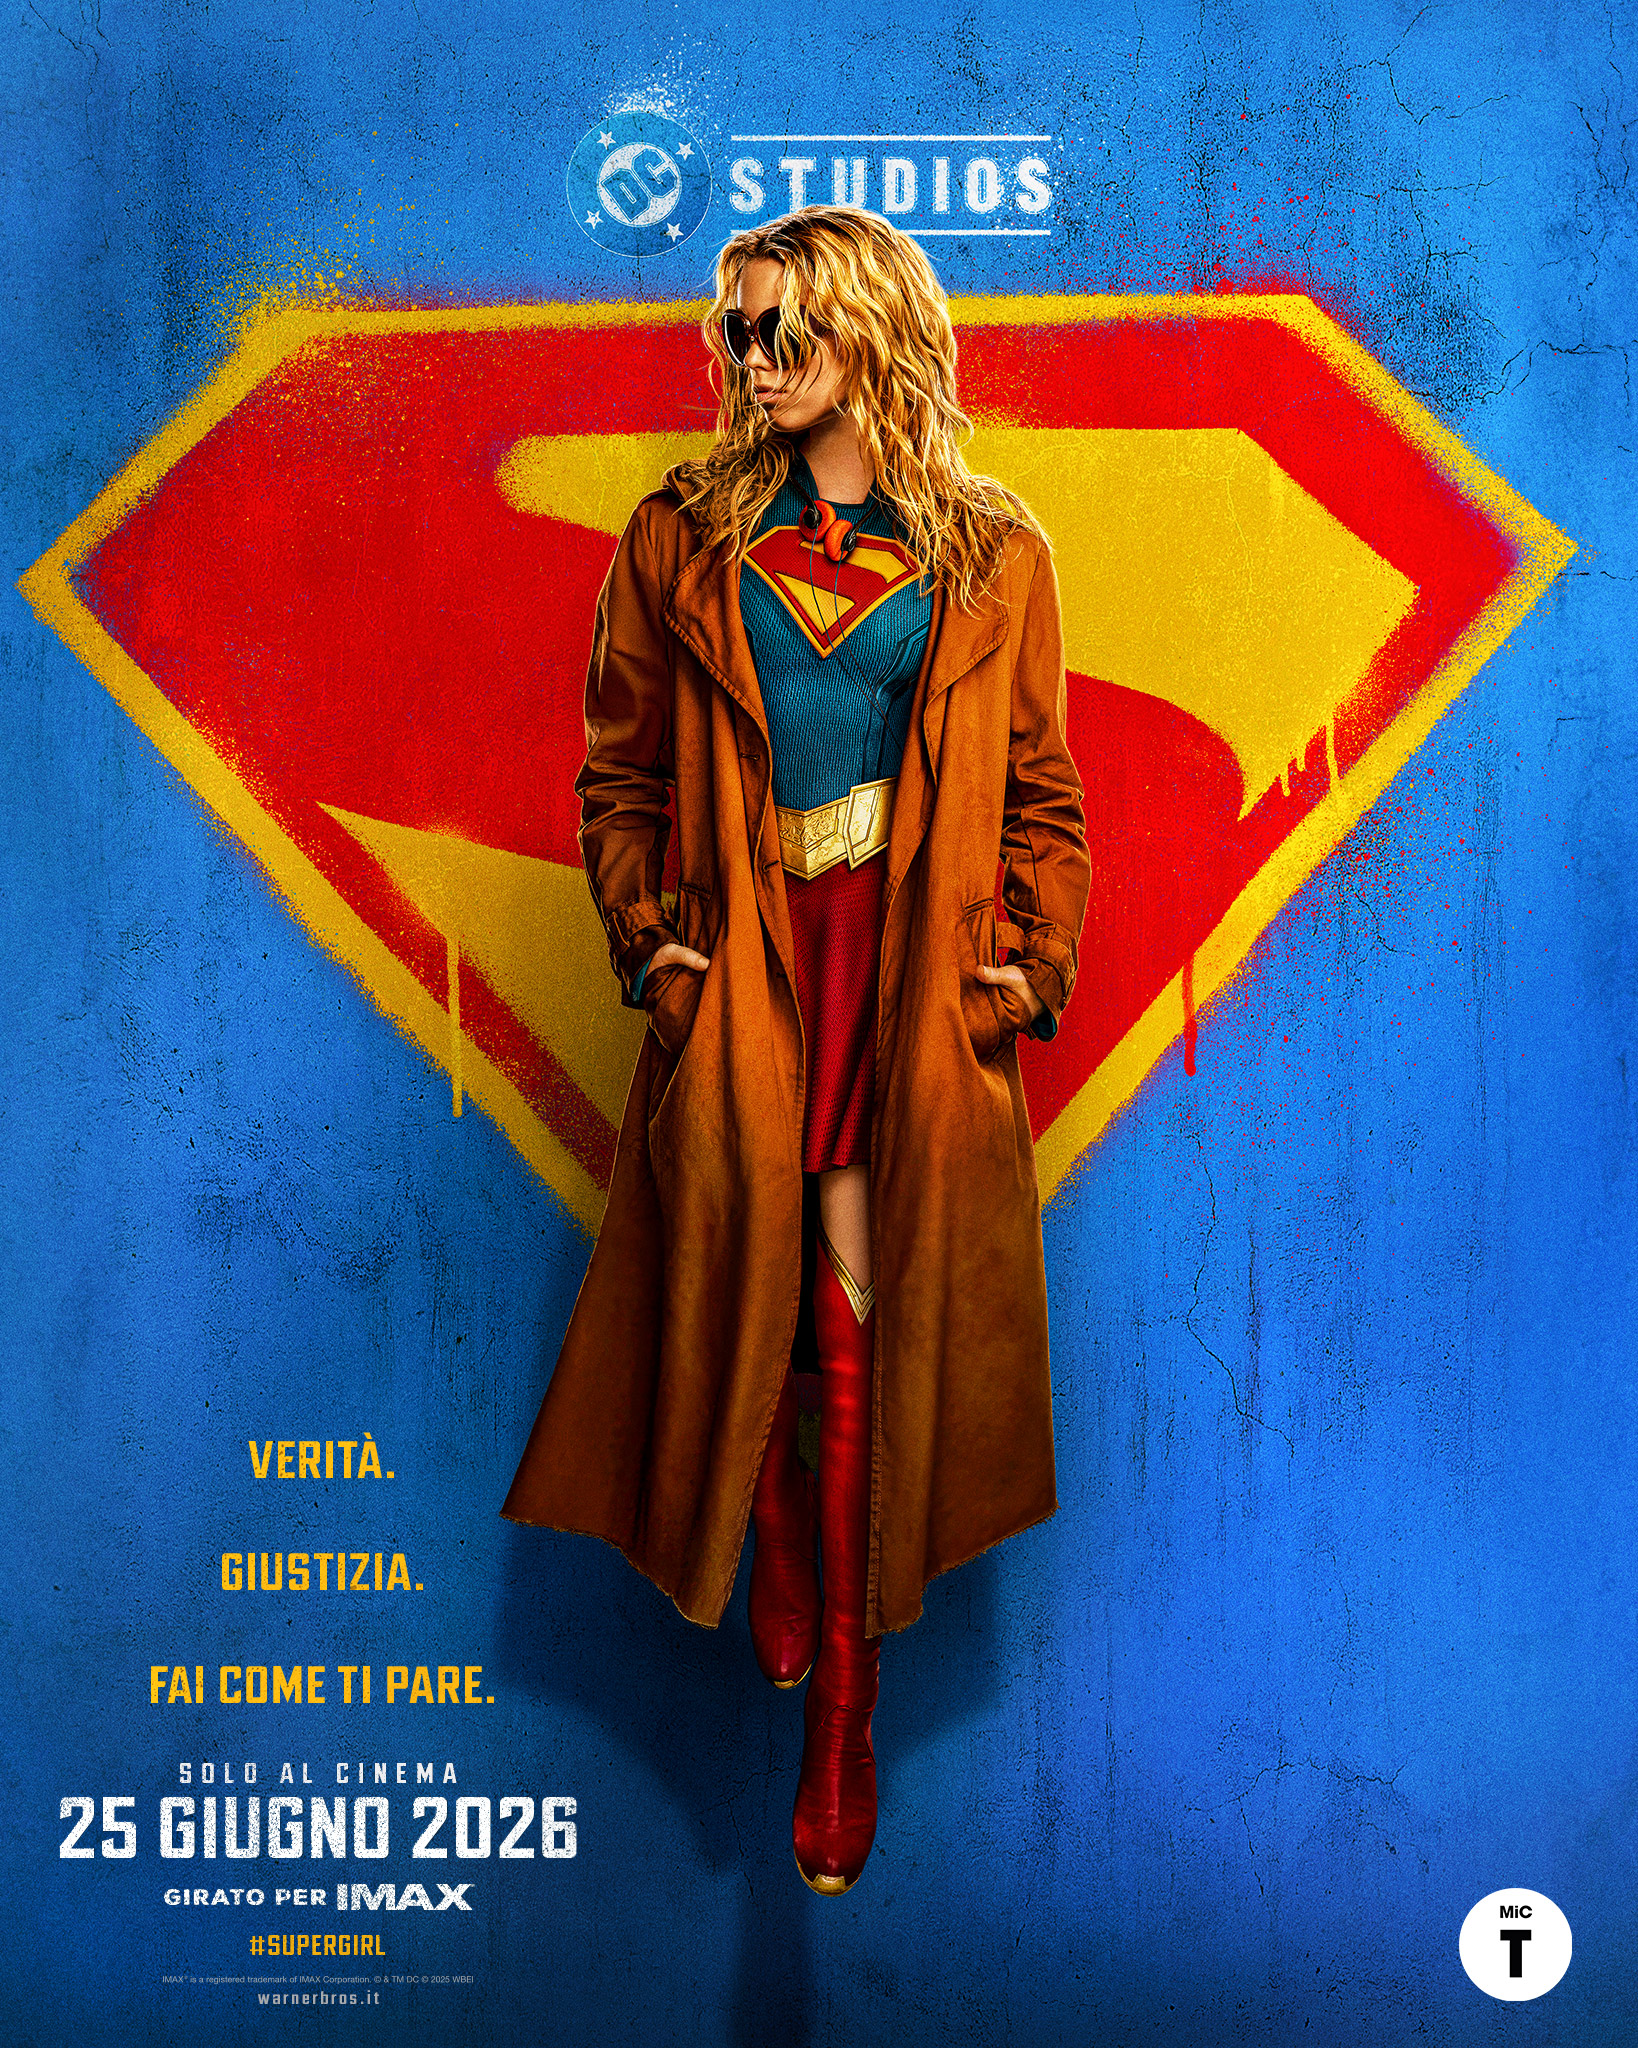 DC STUDIOS
VERITÀ.
GIUSTIZIA.
FAI COME TI PARE.
SOLO AL CINEMA
25 GIUGNO 2026
GIRATO PER IMAX
#SUPERGIRL
IMAX® is a registered trademark of IMAX Corporation. © & TM DC © 2025 WBEI
warnerbros.it
MiC
T